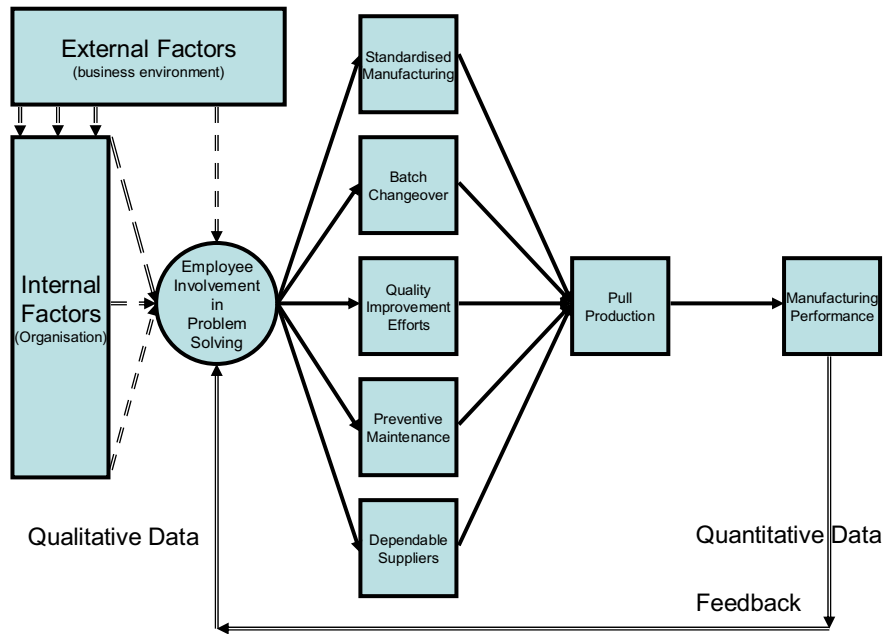 External Factors
(business environment)
Internal
Factors
(Organisation)
Employee
Involvement
in
Problem
Solving
Standardised
Manufacturing
Batch
Changeover
Quality
Improvement
Efforts
Preventive
Maintenance
Dependable
Suppliers
Pull
Production
Manufacturing
Performance
Qualitative Data
Quantitative Data
Feedback